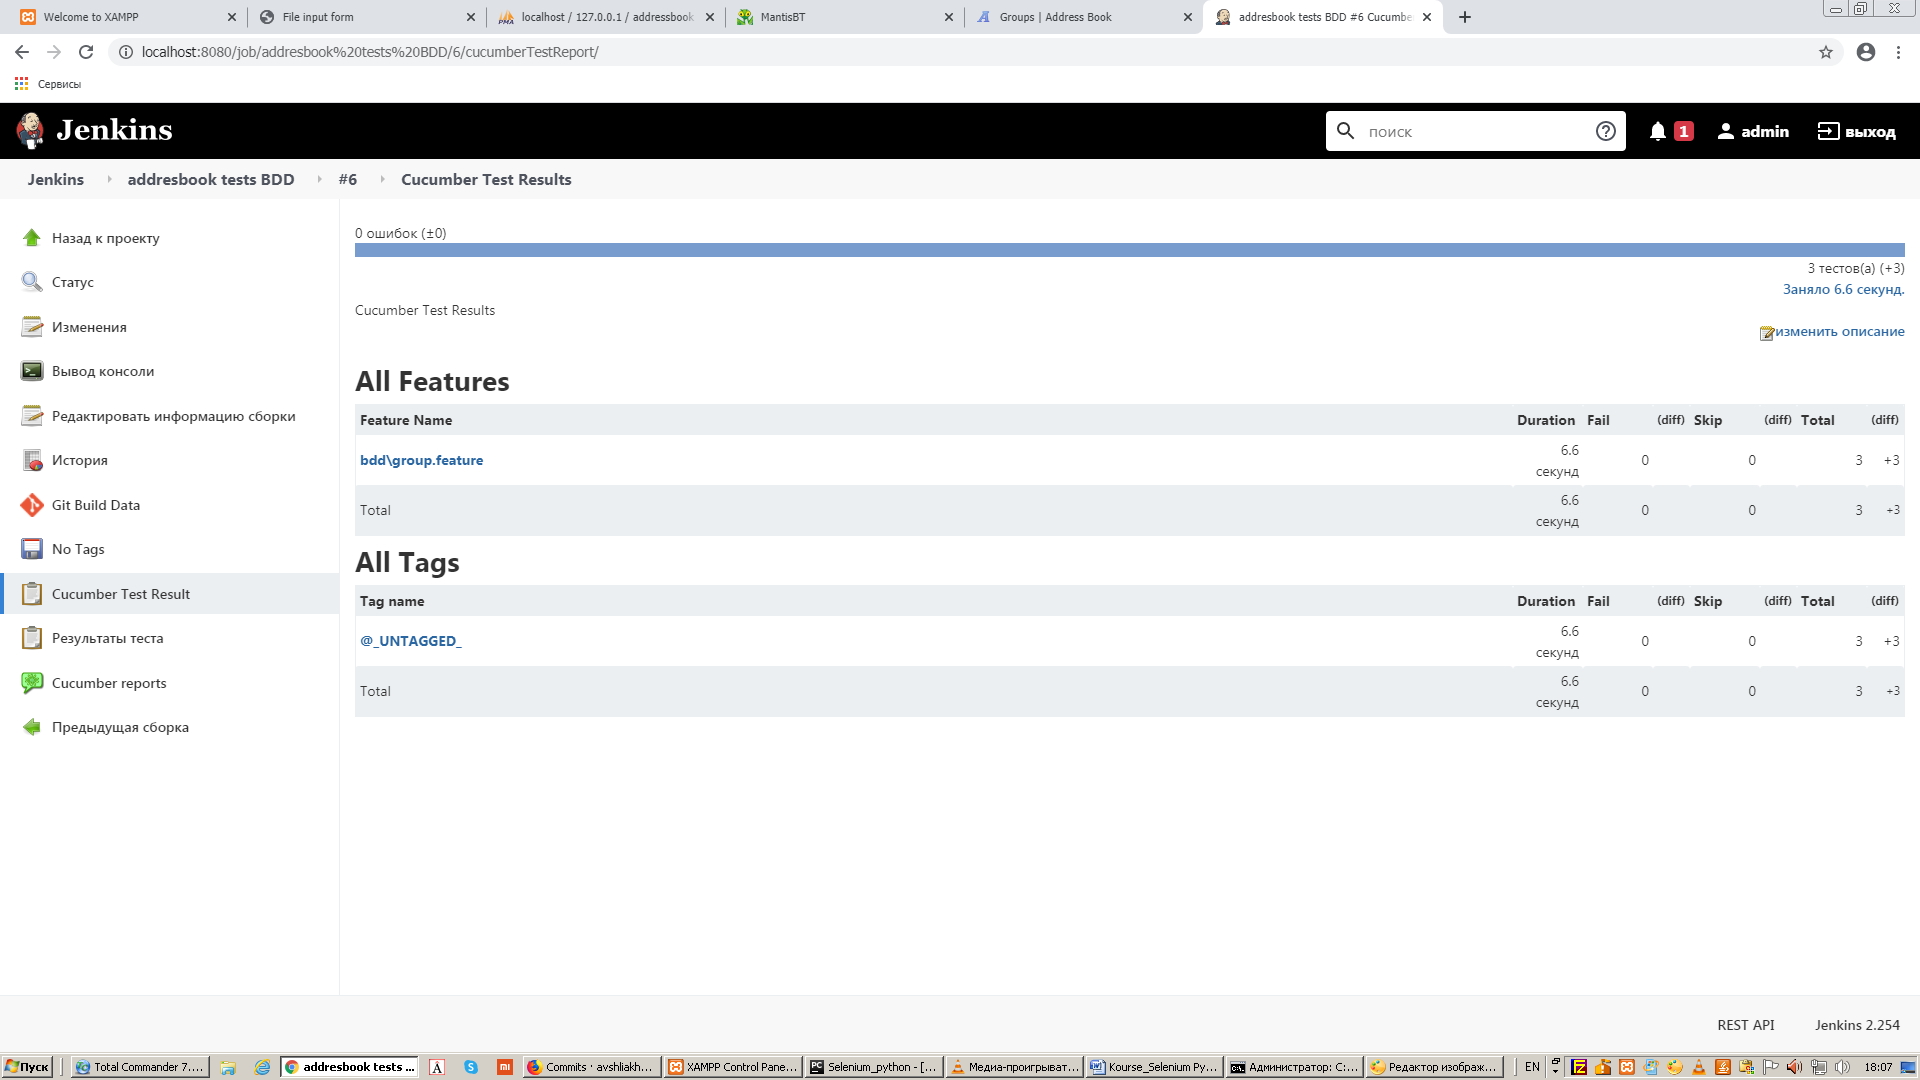 Welcome to XAMPP
File input form
localhost / 127.0.0.1 / addressbook
MantisBT
Groups | Address Book
addresbook tests BDD #6 Cucumbe
localhost:8080/job/addresbook%20tests%20BDD/6/cucumberTestReport/
Сервисы
Jenkins
поиск
1
admin
выход
Jenkins
addresbook tests BDD
#6
Cucumber Test Results
Назад к проекту
Статус
Изменения
Вывод консоли
Редактировать информацию сборки
История
Git Build Data
No Tags
Cucumber Test Result
Результаты теста
Cucumber reports
Предыдущая сборка
0 ошибок (±0)
3 тестов(а) (+3)
Заняло 6.6 секунд.
Cucumber Test Results
изменить описание
All Features
Feature Name Duration Fail (diff) Skip (diff) Total (diff)
bdd\group.feature 6.6 секунд 0 0 3 +3
Total 6.6 секунд 0 0 3 +3
All Tags
Tag name Duration Fail (diff) Skip (diff) Total (diff)
@_UNTAGGED_ 6.6 секунд 0 0 3 +3
Total 6.6 секунд 0 0 3 +3
REST API
Jenkins 2.254
Пуск
Total Commander 7....
addresbook tests ...
Commits · avshliakh...
XAMPP Control Pane...
Selenium_python - [...
Медиа-проигрыват...
Kourse_Selenium Py...
Администратор: C:...
Редактор изображ...
EN
18:07